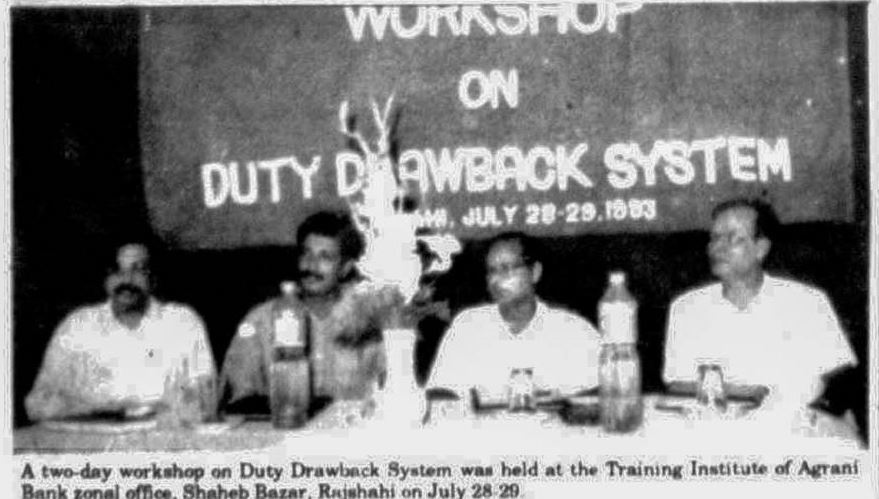 WORKSHOP
ON
DUTY DRAWBACK SYSTEM
JULY 28-29, 1993
A two-day workshop on Duty Drawback System was held at the Training Institute of Agrani
Bank zonal office, Shaheb Bazar, Rajshahi on July 28-29.